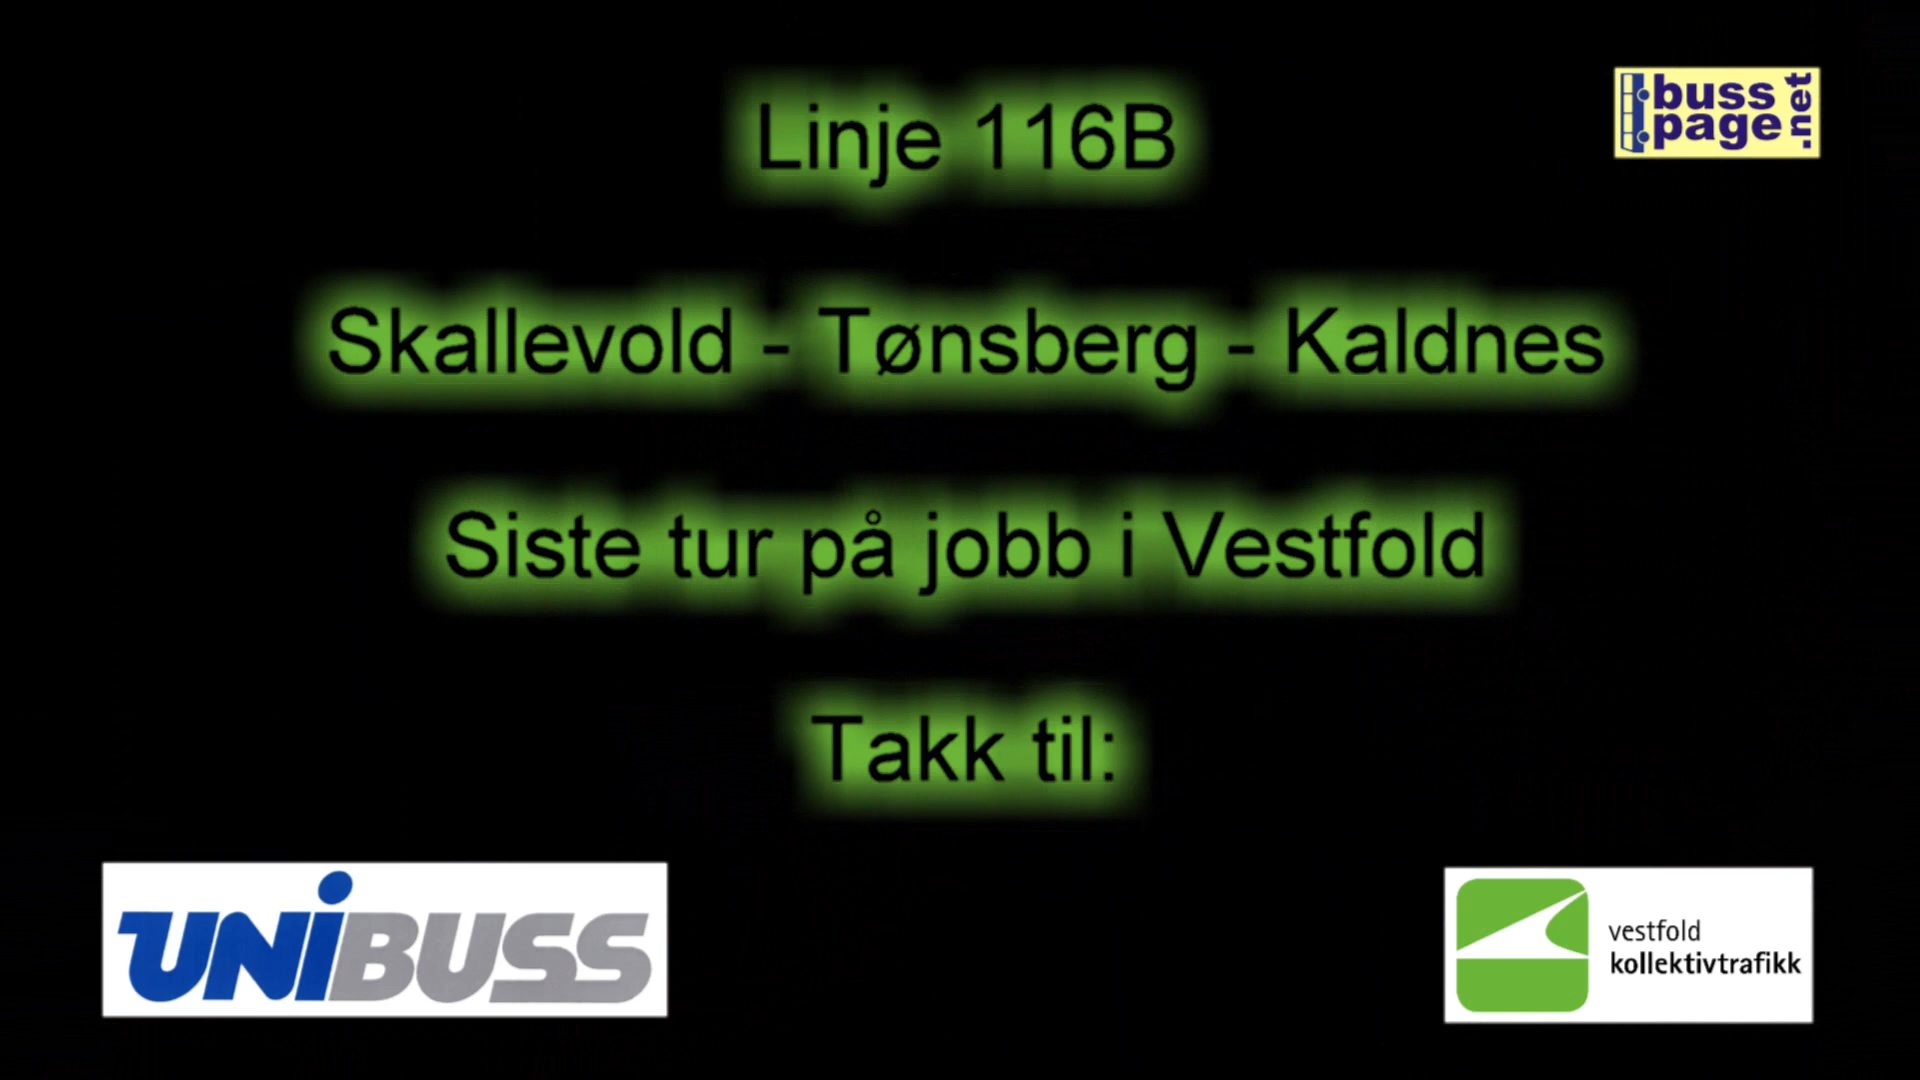 Linje 116B
buss
page
.net
Skallevold - Tønsberg - Kaldnes
Siste tur på jobb i Vestfold
Takk til:
UNiBUSS
vestfold
kollektivtrafikk